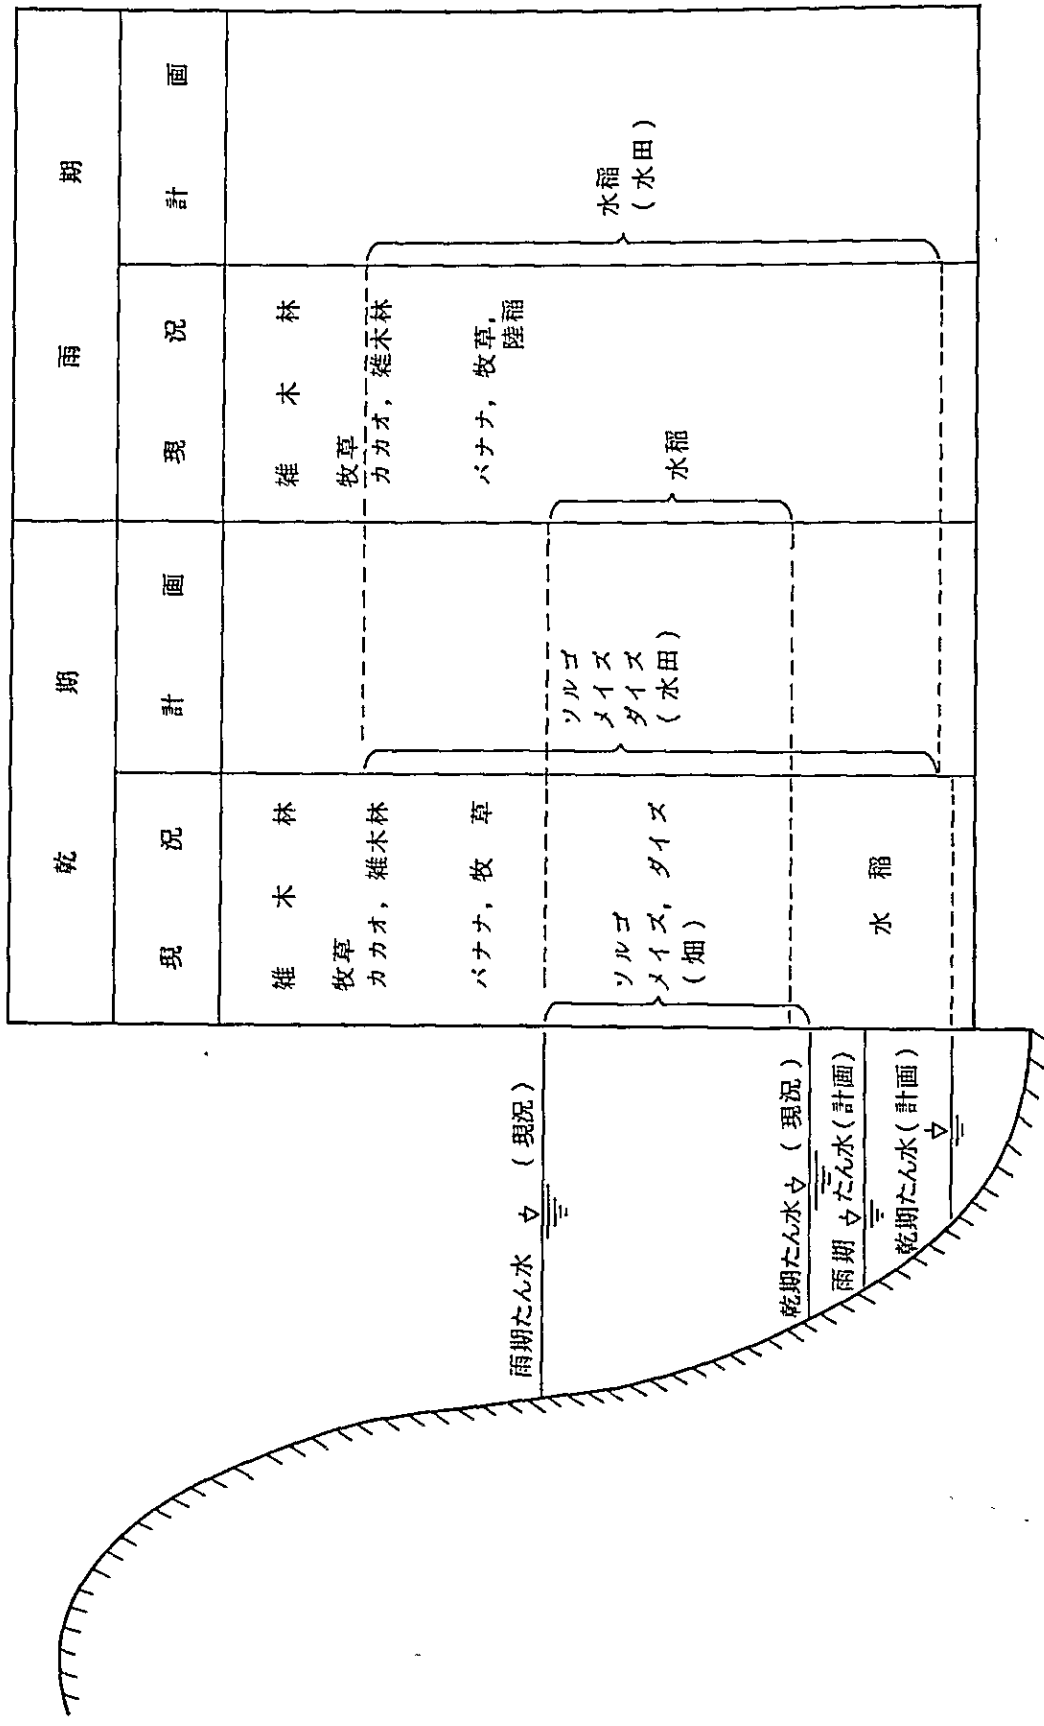 乾期
雨期
現況
計画
現況
計画
雑木林
牧草
カカオ，雑木林
バナナ，牧草
ソルゴ
メイズ，ダイズ
（畑）
水稲
ソルゴ
メイズ
ダイズ
（水田）
雑木林
牧草
カカオ，雑木林
バナナ，牧草，
陸稲
水稲
水稲
（水田）
雨期たん水（現況）
乾期たん水（現況）
雨期たん水（計画）
乾期たん水（計画）